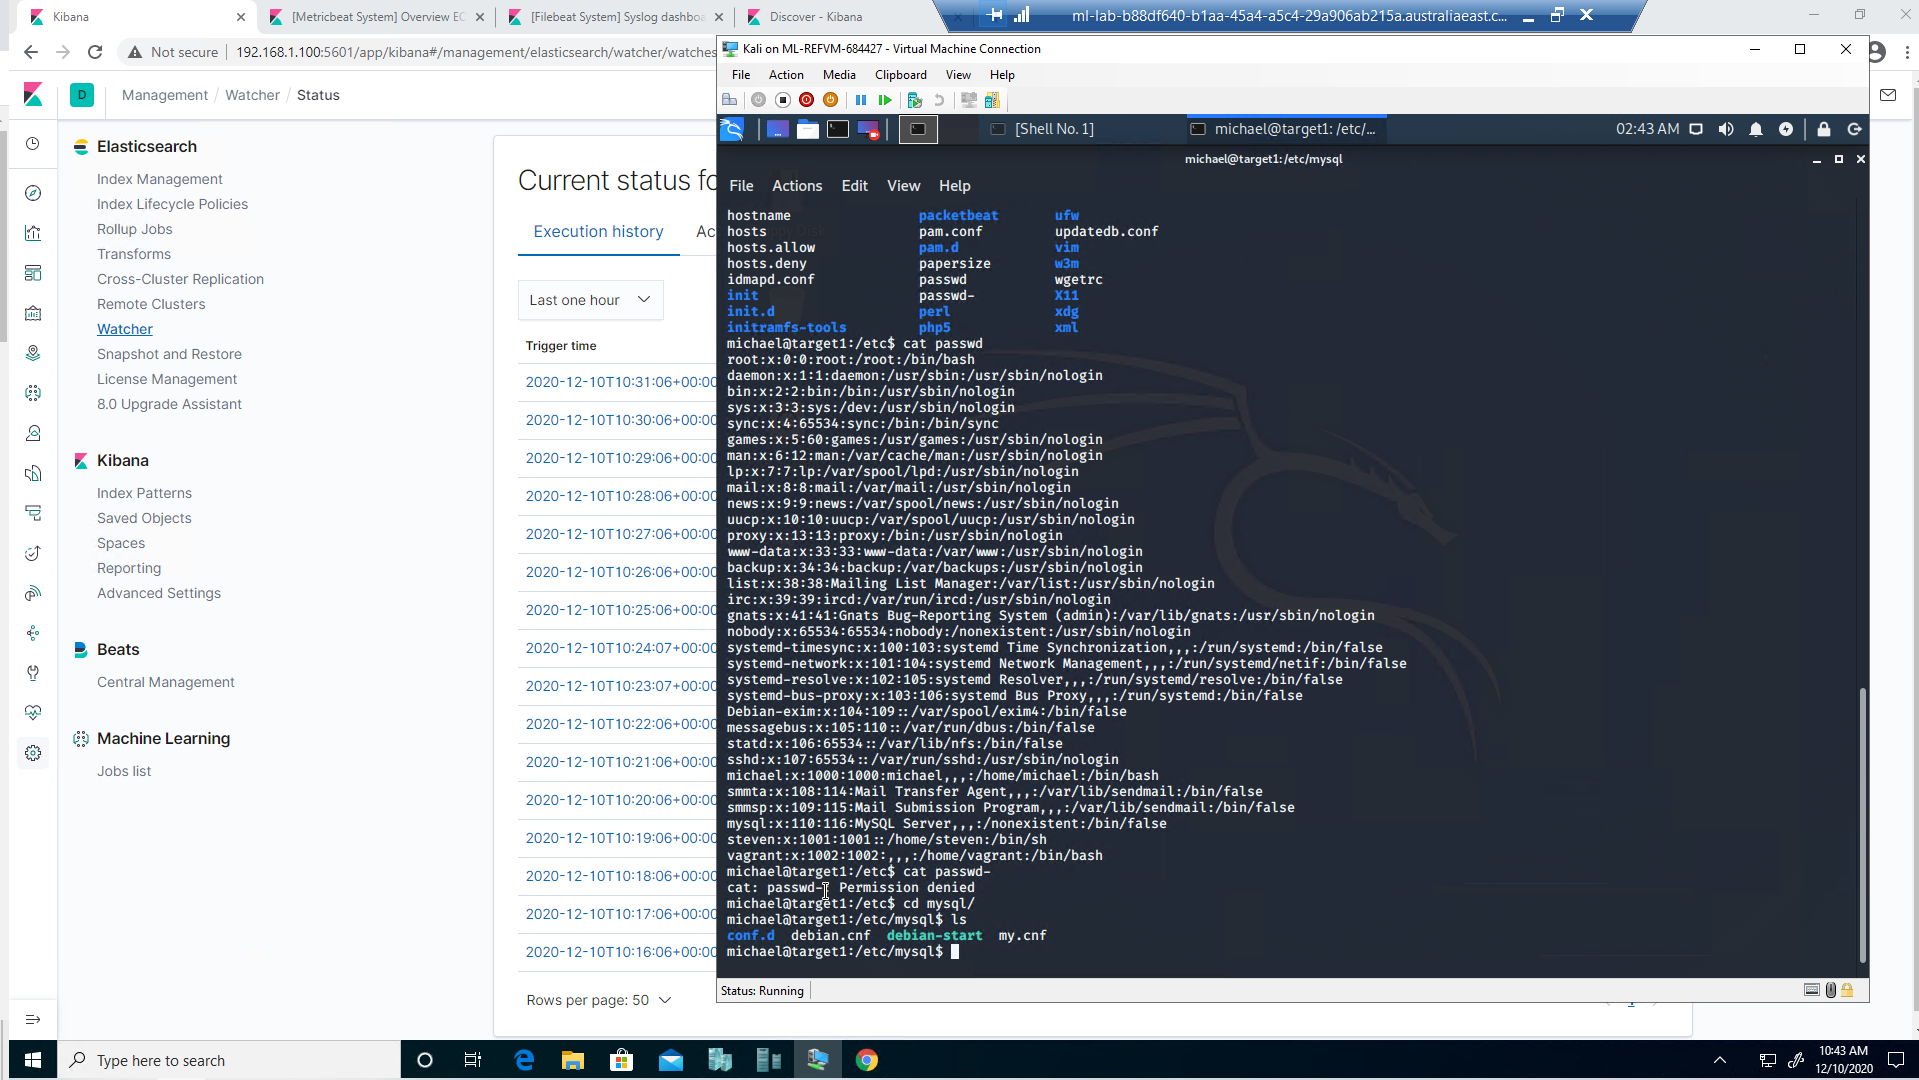 Kibana
[Metricbeat System] Overview EC
[Filebeat System] Syslog dashboa
Discover - Kibana
ml-lab-b88df640-b1aa-45a4-a5c4-29a906ab215a.australiaeast.c...
Not secure
192.168.1.100:5601/app/kibana#/management/elasticsearch/watcher/watches
D
Management / Watcher / Status
Elasticsearch
Index Management
Index Lifecycle Policies
Rollup Jobs
Transforms
Cross-Cluster Replication
Remote Clusters
Watcher
Snapshot and Restore
License Management
8.0 Upgrade Assistant
Kibana
Index Patterns
Saved Objects
Spaces
Reporting
Advanced Settings
Beats
Central Management
Machine Learning
Jobs list
Current status fo
Execution history
Ac
Last one hour
Trigger time
2020-12-10T10:31:06+00:00
2020-12-10T10:30:06+00:00
2020-12-10T10:29:06+00:00
2020-12-10T10:28:06+00:00
2020-12-10T10:27:06+00:00
2020-12-10T10:26:06+00:00
2020-12-10T10:25:06+00:00
2020-12-10T10:24:07+00:00
2020-12-10T10:23:07+00:00
2020-12-10T10:22:06+00:00
2020-12-10T10:21:06+00:00
2020-12-10T10:20:06+00:00
2020-12-10T10:19:06+00:00
2020-12-10T10:18:06+00:00
2020-12-10T10:17:06+00:00
2020-12-10T10:16:06+00:00
Rows per page: 50
1
Kali on ML-REFVM-684427 - Virtual Machine Connection
File Action Media Clipboard View Help
[Shell No. 1]
michael@target1: /etc/...
02:43 AM
michael@target1:/etc/mysql
File Actions Edit View Help
hostname packetbeat ufw
hosts pam.conf updatedb.conf
hosts.allow pam.d vim
hosts.deny papersize w3m
idmapd.conf passwd wgetrc
init passwd- X11
init.d perl xdg
initramfs-tools php5 xml
michael@target1:/etc$ cat passwd
root:x:0:0:root:/root:/bin/bash
daemon:x:1:1:daemon:/usr/sbin:/usr/sbin/nologin
bin:x:2:2:bin:/bin:/usr/sbin/nologin
sys:x:3:3:sys:/dev:/usr/sbin/nologin
sync:x:4:65534:sync:/bin:/bin/sync
games:x:5:60:games:/usr/games:/usr/sbin/nologin
man:x:6:12:man:/var/cache/man:/usr/sbin/nologin
lp:x:7:7:lp:/var/spool/lpd:/usr/sbin/nologin
mail:x:8:8:mail:/var/mail:/usr/sbin/nologin
news:x:9:9:news:/var/spool/news:/usr/sbin/nologin
uucp:x:10:10:uucp:/var/spool/uucp:/usr/sbin/nologin
proxy:x:13:13:proxy:/bin:/usr/sbin/nologin
www-data:x:33:33:www-data:/var/www:/usr/sbin/nologin
backup:x:34:34:backup:/var/backups:/usr/sbin/nologin
list:x:38:38:Mailing List Manager:/var/list:/usr/sbin/nologin
irc:x:39:39:ircd:/var/run/ircd:/usr/sbin/nologin
gnats:x:41:41:Gnats Bug-Reporting System (admin):/var/lib/gnats:/usr/sbin/nologin
nobody:x:65534:65534:nobody:/nonexistent:/usr/sbin/nologin
systemd-timesync:x:100:103:systemd Time Synchronization,,,:/run/systemd:/bin/false
systemd-network:x:101:104:systemd Network Management,,,:/run/systemd/netif:/bin/false
systemd-resolve:x:102:105:systemd Resolver,,,:/run/systemd/resolve:/bin/false
systemd-bus-proxy:x:103:106:systemd Bus Proxy,,,:/run/systemd:/bin/false
Debian-exim:x:104:109::/var/spool/exim4:/bin/false
messagebus:x:105:110::/var/run/dbus:/bin/false
statd:x:106:65534::/var/lib/nfs:/bin/false
sshd:x:107:65534::/var/run/sshd:/usr/sbin/nologin
michael:x:1000:1000:michael,,,:/home/michael:/bin/bash
smmta:x:108:114:Mail Transfer Agent,,,:/var/lib/sendmail:/bin/false
smmsp:x:109:115:Mail Submission Program,,,:/var/lib/sendmail:/bin/false
mysql:x:110:116:MySQL Server,,,:/nonexistent:/bin/false
steven:x:1001:1001::/home/steven:/bin/sh
vagrant:x:1002:1002:,,,:/home/vagrant:/bin/bash
michael@target1:/etc$ cat passwd-
cat: passwd-: Permission denied
michael@target1:/etc$ cd mysql/
michael@target1:/etc/mysql$ ls
conf.d debian.cnf debian-start my.cnf
michael@target1:/etc/mysql$
Status: Running
Type here to search
10:43 AM
12/10/2020